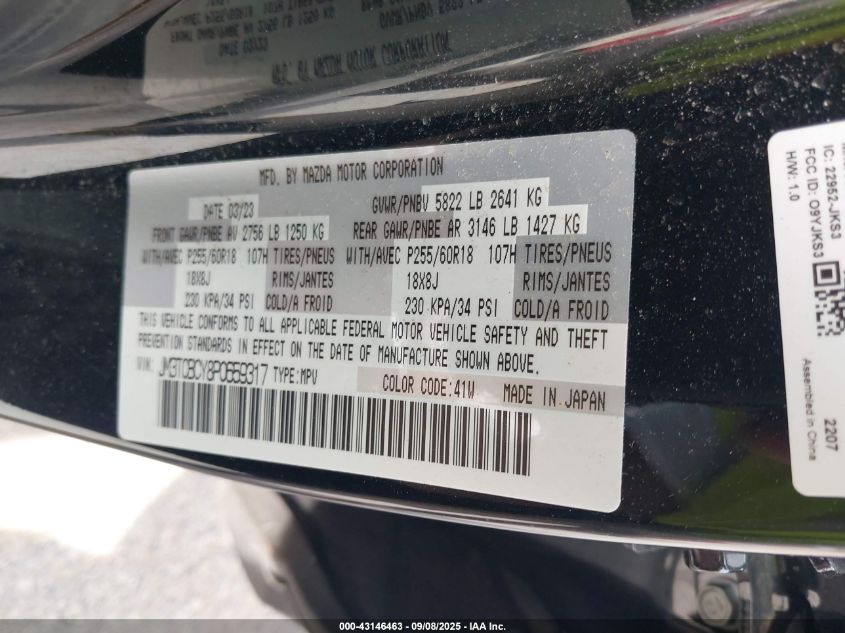 MFD. BY MAZDA MOTOR CORPORATION
DATE 03/23
GVWR/PNBV 5822 LB 2641 KG
FRONT GAWR/PNBE AV 2756 LB 1250 KG
REAR GAWR/PNBE AR 3146 LB 1427 KG
WITH/AVEC P255/60R18 107H TIRES/PNEUS
WITH/AVEC P255/60R18 107H TIRES/PNEUS
18X8J RIMS/JANTES
18X8J RIMS/JANTES
230 KPA/34 PSI COLD/A FROID
230 KPA/34 PSI COLD/A FROID
THIS VEHICLE CONFORMS TO ALL APPLICABLE FEDERAL MOTOR VEHICLE SAFETY AND THEFT
PREVENTION STANDARDS IN EFFECT ON THE DATE OF MANUFACTURE SHOWN ABOVE.
VIN: JM3TCBCY8P0659317 TYPE:MPV
COLOR CODE:41W MADE IN JAPAN
IC: 22952-JKS3
FCC ID: O9YJKS3
H/W: 1.0
Assembled in China
2207
000-43146463 - 09/08/2025 - IAA Inc.